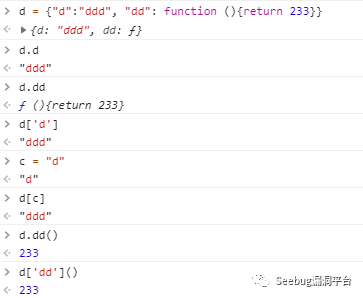 > d = {"d":"ddd", "dd": function (){return 233}}
<· ▶{d: "ddd", dd: ƒ}
> d.d
<· "ddd"
> d.dd
<· ƒ (){return 233}
> d['d']
<· "ddd"
> c = "d"
<· "d"
> d[c]
<· "ddd"
> d.dd()
<· 233
> d['dd']()
<· 233
Seebug漏洞平台